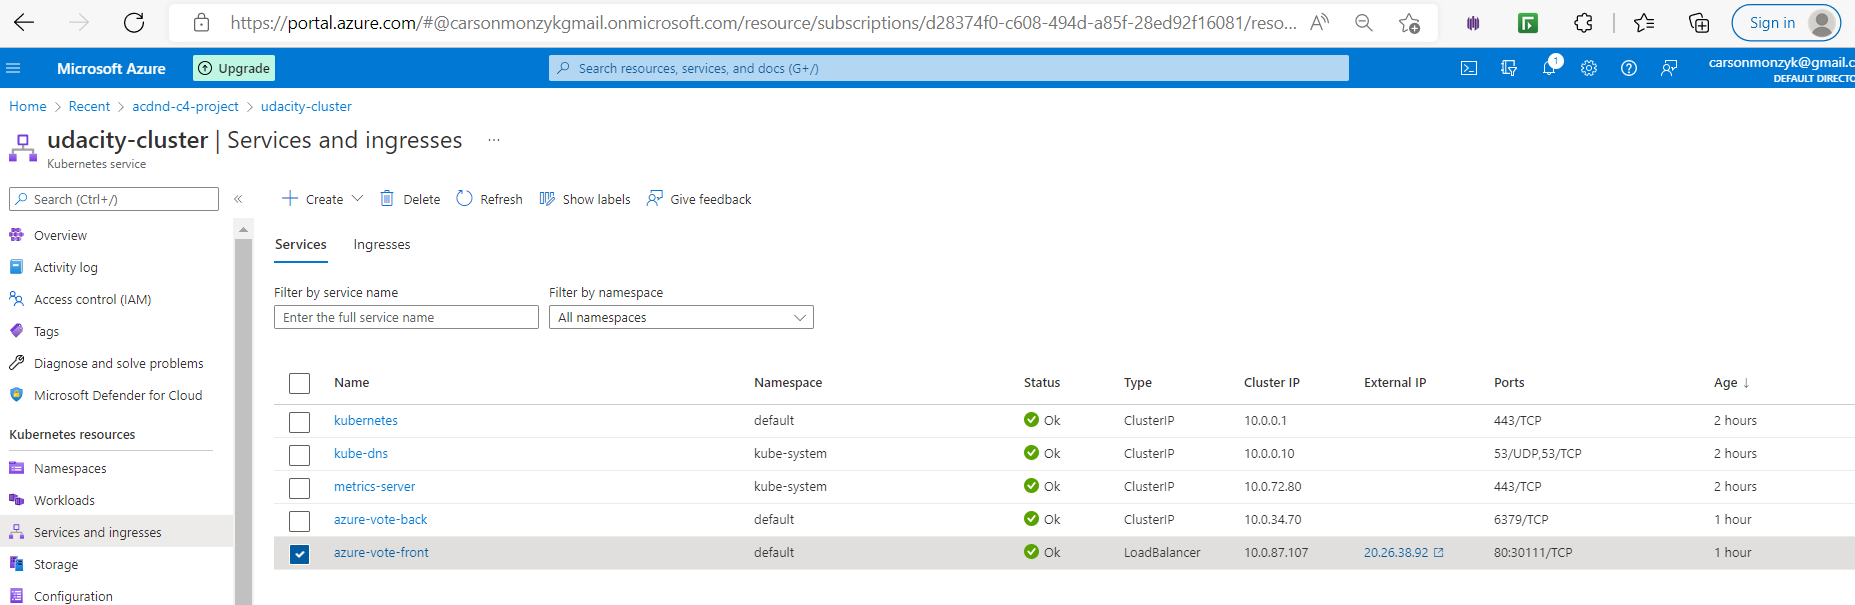 https://portal.azure.com/#@carsonmonzykgmail.onmicrosoft.com/resource/subscriptions/d28374f0-c608-494d-a85f-28ed92f16081/reso...
Sign in
Microsoft Azure
Upgrade
Search resources, services, and docs (G+/)
1
carsonmonzyk@gmail.c
DEFAULT DIRECTO
Home > Recent > acdnd-c4-project > udacity-cluster
udacity-cluster | Services and ingresses ...
Kubernetes service
Search (Ctrl+/)
«
Create
Delete
Refresh
Show labels
Give feedback
Overview
Activity log
Access control (IAM)
Tags
Diagnose and solve problems
Microsoft Defender for Cloud
Kubernetes resources
Namespaces
Workloads
Services and ingresses
Storage
Configuration
Services Ingresses
Filter by service name Filter by namespace
Enter the full service name All namespaces
Name Namespace Status Type Cluster IP External IP Ports Age ↓
kubernetes default Ok ClusterIP 10.0.0.1 443/TCP 2 hours
kube-dns kube-system Ok ClusterIP 10.0.0.10 53/UDP,53/TCP 2 hours
metrics-server kube-system Ok ClusterIP 10.0.72.80 443/TCP 2 hours
azure-vote-back default Ok ClusterIP 10.0.34.70 6379/TCP 1 hour
azure-vote-front default Ok LoadBalancer 10.0.87.107 20.26.38.92 80:30111/TCP 1 hour